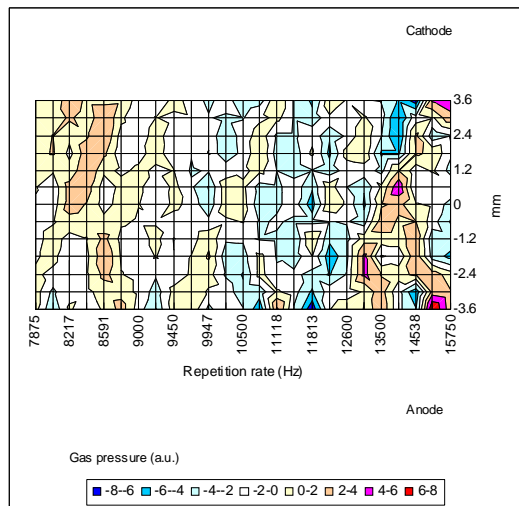 Cathode
3.6
2.4
1.2
0
-1.2
-2.4
-3.6
mm
7875 8217 8591 9000 9450 9947 10500 11118 11813 12600 13500 14538 15750
Repetition rate (Hz)
Anode
Gas pressure (a.u.)
-8--6 -6--4 -4--2 -2-0 0-2 2-4 4-6 6-8